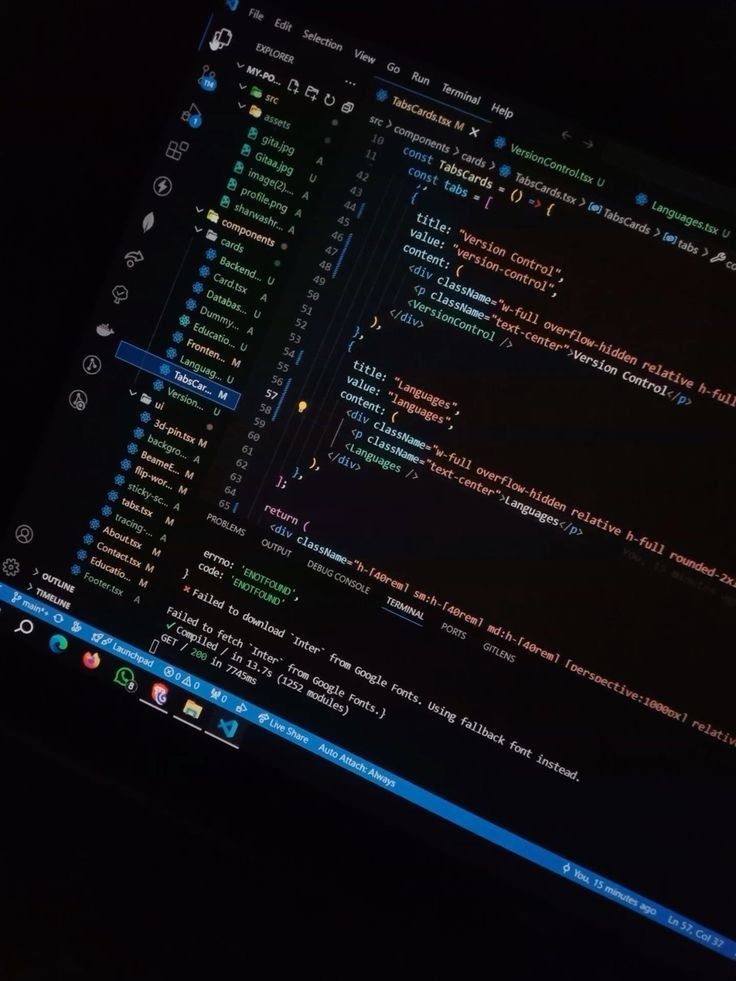 File Edit Selection View Go Run Terminal Help
EXPLORER
MY-PO...
src
assets
gita.jpg A
Gitaa.jpg U
image(2)... A
profile.png A
sharwashr... A
components
cards
Backend... U
Card.tsx A
Databas... U
Dummy... A
Educatio... U
Fronten... M
Languag... U
TabsCar... M
Version... U
ui
3d-pin.tsx M
backgro... A
BeameE... M
flip-wor... M
sticky-sc... A
tabs.tsx M
tracing-... A
About.tsx M
Contact.tsx M
Educatio... M
Footer.tsx A
OUTLINE
TIMELINE
114
1
TabsCards.tsx M
VersionControl.tsx U
Languages.tsx U
src > components > cards > TabsCards.tsx > TabsCards > tabs > co
10 const TabsCards = () => {
11 const tabs = [
42 },
43 {
44 title: "Version Control",
45 value: "version-control",
46 content: (
47 <div className="w-full overflow-hidden relative h-full
48 <p className="text-center">Version Control</p>
49 <VersionControl />
50 </div>
51 ),
52 },
53 {
54 title: "Languages",
55 value: "languages",
56 content: (
57 <div className="w-full overflow-hidden relative h-full rounded-2x
58 <p className="text-center">Languages</p>
59 <Languages />
60 </div>
61 ),
62 },
63 ];
64
65 return (
<div className="h-[40rem] sm:h-[40rem] md:h-[40rem] [perspective:1000px] relative
You, 15 minutes ago
PROBLEMS OUTPUT DEBUG CONSOLE TERMINAL PORTS GITLENS
errno: 'ENOTFOUND',
code: 'ENOTFOUND'
}
Failed to download `Inter` from Google Fonts. Using fallback font instead.
Failed to fetch `Inter` from Google Fonts.}
✓ Compiled / in 13.7s (1252 modules)
GET / 200 in 7745ms
main*+ Launchpad 0 0 0 Live Share Auto Attach: Always You, 15 minutes ago Ln 57, Col 37
8